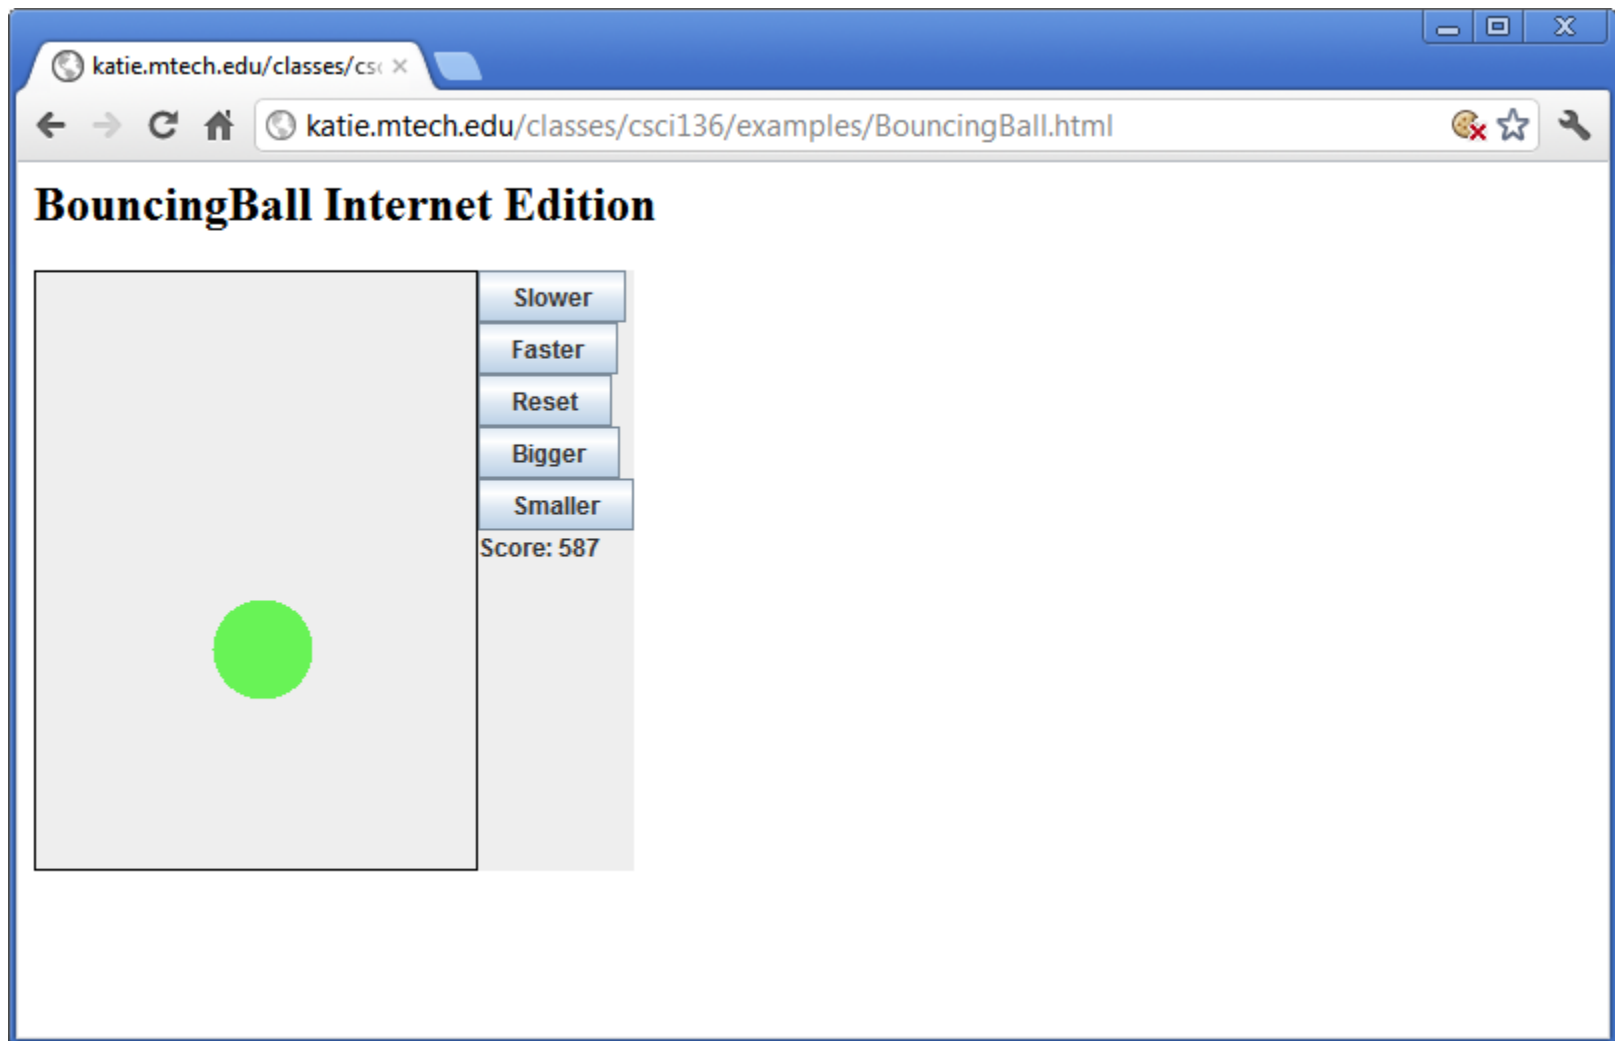 katie.mtech.edu/classes/csc
katie.mtech.edu/classes/csci136/examples/BouncingBall.html
BouncingBall Internet Edition
Slower
Faster
Reset
Bigger
Smaller
Score: 587